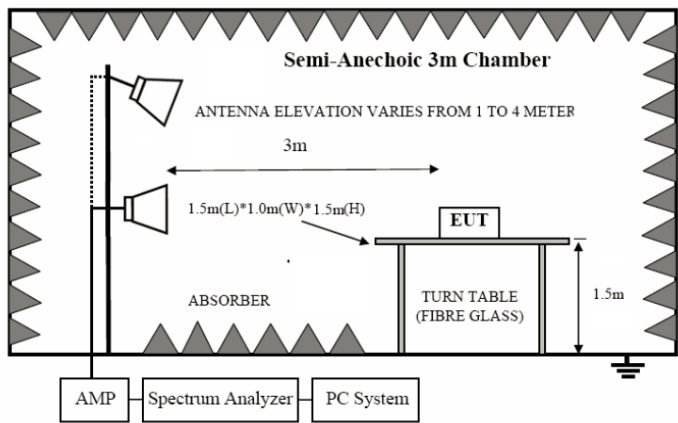 Semi-Anechoic 3m Chamber
ANTENNA ELEVATION VARIES FROM 1 TO 4 METER
3m
1.5m(L)*1.0m(W)*1.5m(H)
EUT
ABSORBER
TURN TABLE
(FIBRE GLASS)
1.5m
AMP
Spectrum Analyzer
PC System